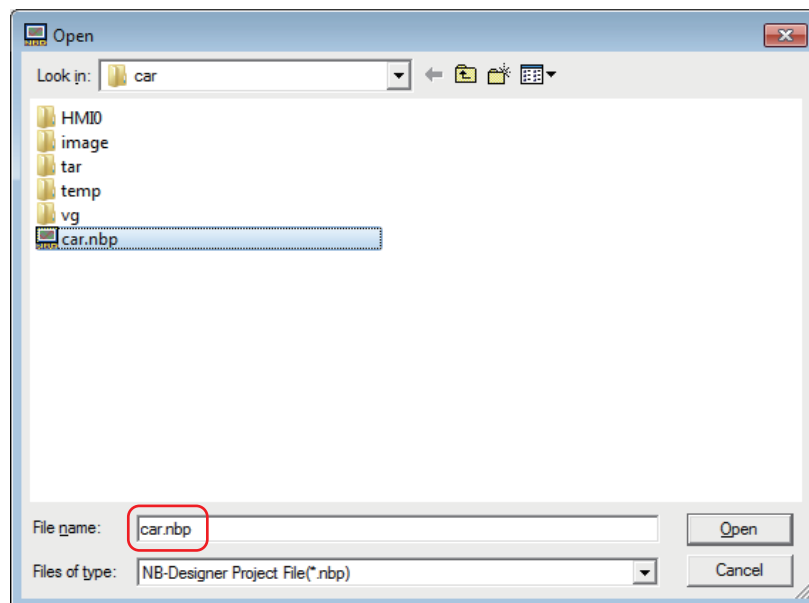 Open
Look in: car
HMI0
image
tar
temp
vg
car.nbp
File name: car.nbp Open
Files of type: NB-Designer Project File(*.nbp) Cancel